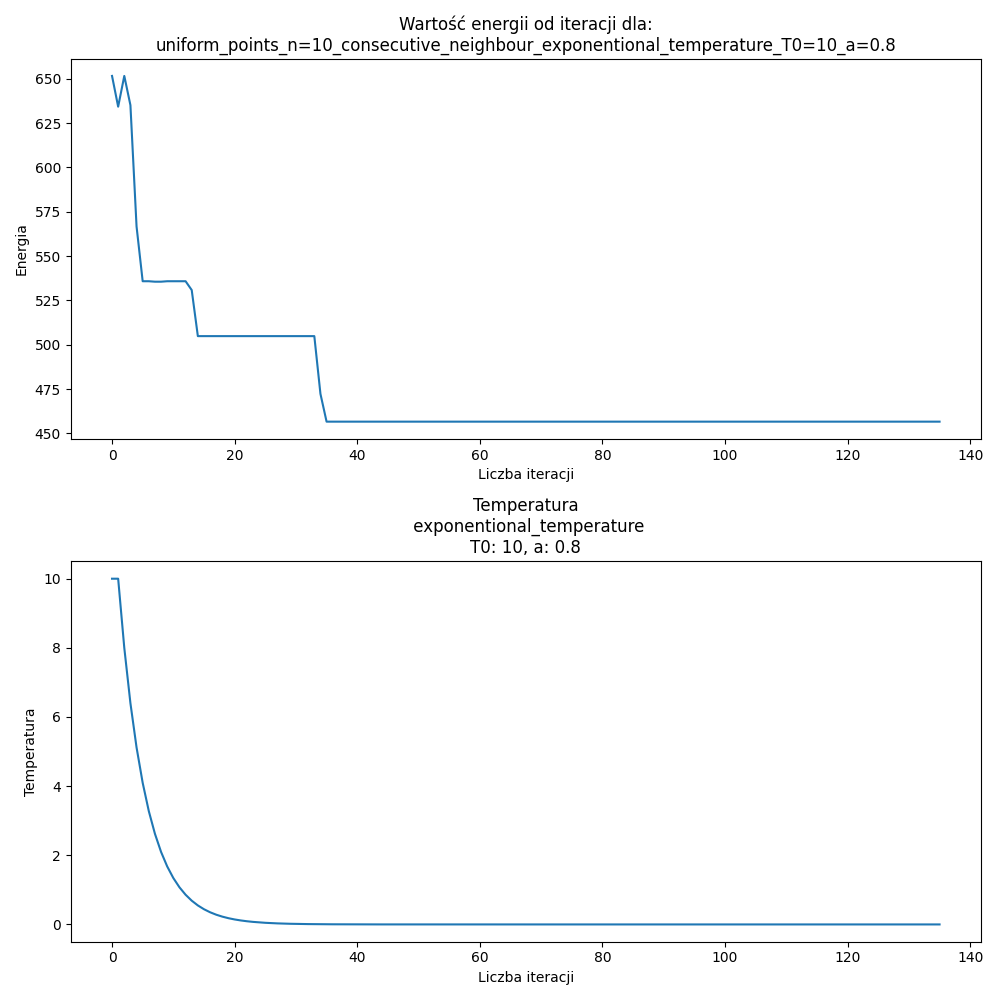 Wartość energii od iteracji dla:
uniform_points_n=10_consecutive_neighbour_exponentional_temperature_T0=10_a=0.8
650
625
600
575
550
525
500
475
450
Energia
0 20 40 60 80 100 120 140
Liczba iteracji
Temperatura
exponentional_temperature
T0: 10, a: 0.8
10
8
6
4
2
0
Temperatura
0 20 40 60 80 100 120 140
Liczba iteracji